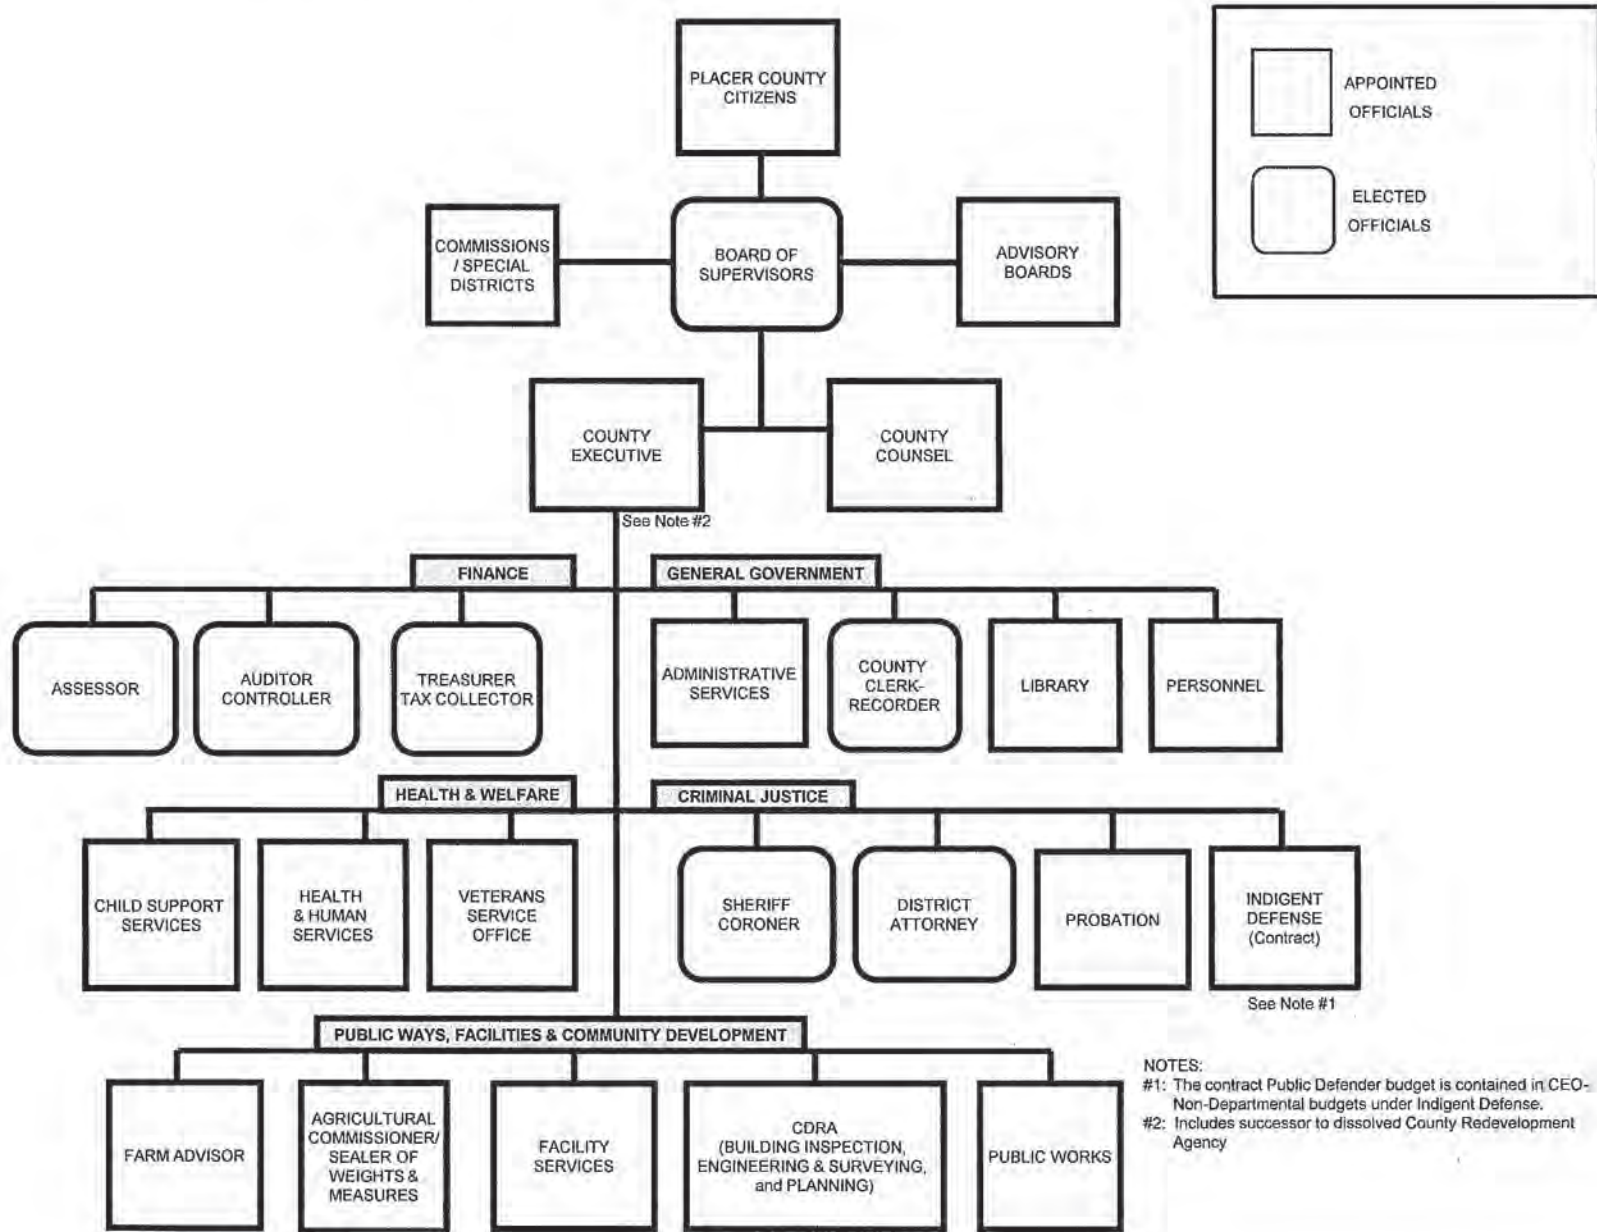 PLACER COUNTY
CITIZENS
APPOINTED
OFFICIALS
ELECTED
OFFICIALS
COMMISSIONS
/ SPECIAL
DISTRICTS
BOARD OF
SUPERVISORS
ADVISORY
BOARDS
COUNTY
EXECUTIVE
COUNTY
COUNSEL
See Note #2
FINANCE
GENERAL GOVERNMENT
ASSESSOR
AUDITOR
CONTROLLER
TREASURER
TAX COLLECTOR
ADMINISTRATIVE
SERVICES
COUNTY
CLERK-
RECORDER
LIBRARY
PERSONNEL
HEALTH & WELFARE
CRIMINAL JUSTICE
CHILD SUPPORT
SERVICES
HEALTH
& HUMAN
SERVICES
VETERANS
SERVICE
OFFICE
SHERIFF
CORONER
DISTRICT
ATTORNEY
PROBATION
INDIGENT
DEFENSE
(Contract)
See Note #1
PUBLIC WAYS, FACILITIES & COMMUNITY DEVELOPMENT
FARM ADVISOR
AGRICULTURAL
COMMISSIONER/
SEALER OF
WEIGHTS &
MEASURES
FACILITY
SERVICES
CDRA
(BUILDING INSPECTION,
ENGINEERING & SURVEYING,
and PLANNING)
PUBLIC WORKS
NOTES:
#1: The contract Public Defender budget is contained in CEO-
Non-Departmental budgets under Indigent Defense.
#2: Includes successor to dissolved County Redevelopment
Agency